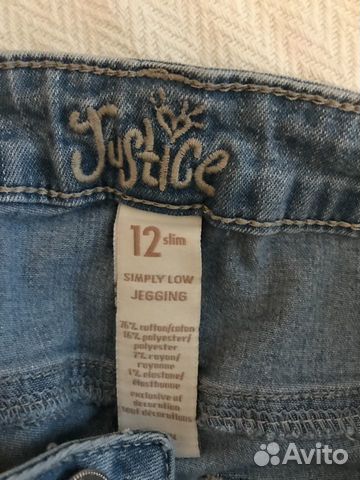 Justice
12 slim
SIMPLY LOW
JEGGING
76% cotton/coton
16% polyester/
polyester
7% rayon/
rayonne
1% elastane/
élasthanne
exclusive of
decoration
sauf décorations
Avito